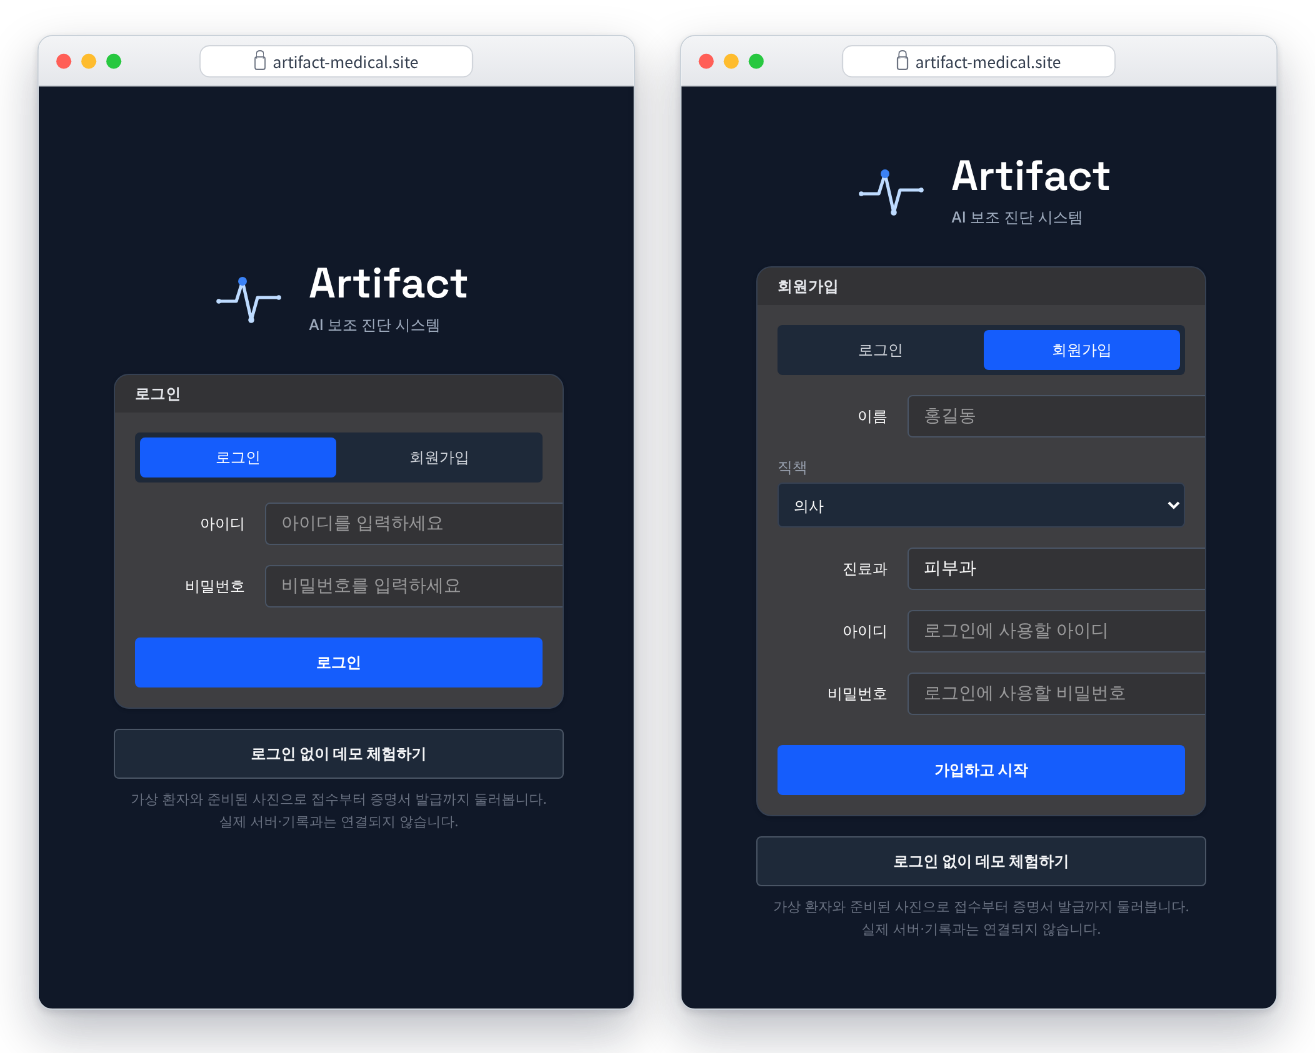 artifact-medical.site
Artifact
AI 보조 진단 시스템
로그인
로그인 회원가입
아이디 아이디를 입력하세요
비밀번호 비밀번호를 입력하세요
로그인
로그인 없이 데모 체험하기
가상 환자와 준비된 사진으로 접수부터 증명서 발급까지 둘러봅니다.
실제 서버·기록과는 연결되지 않습니다.
artifact-medical.site
Artifact
AI 보조 진단 시스템
회원가입
로그인 회원가입
이름 홍길동
직책
의사
진료과 피부과
아이디 로그인에 사용할 아이디
비밀번호 로그인에 사용할 비밀번호
가입하고 시작
로그인 없이 데모 체험하기
가상 환자와 준비된 사진으로 접수부터 증명서 발급까지 둘러봅니다.
실제 서버·기록과는 연결되지 않습니다.